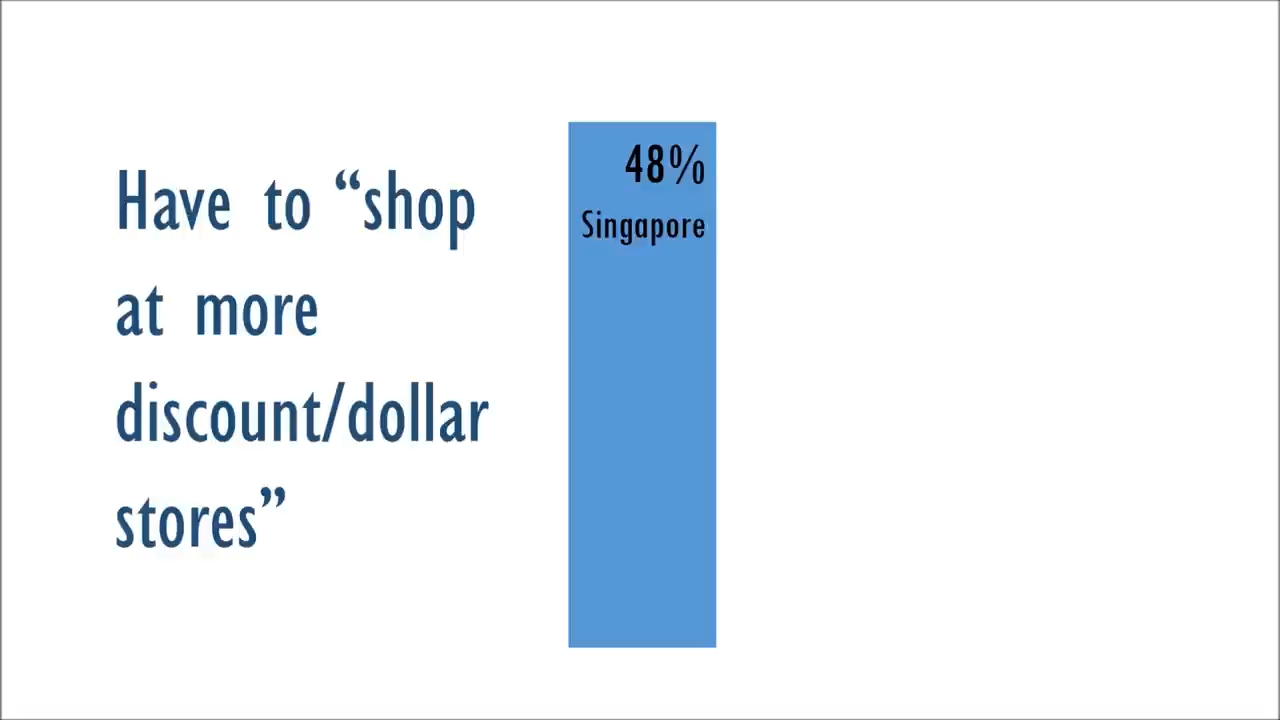 Have to “shop
at more
discount/dollar
stores”
48%
Singapore